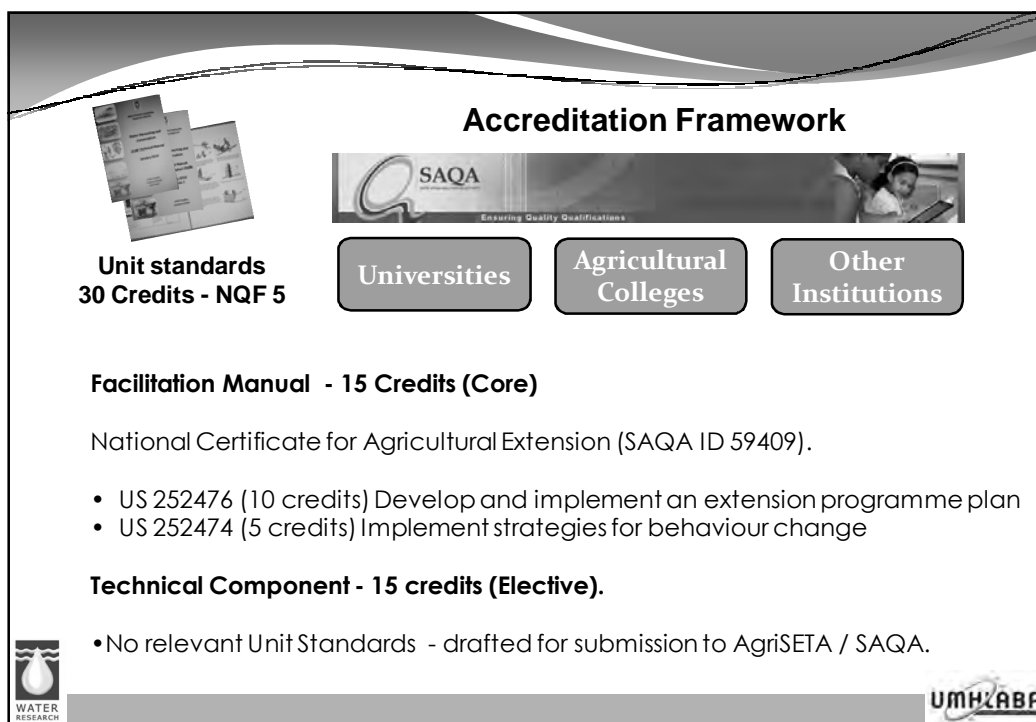 Accreditation Framework
SAQA
Ensuring Quality Qualifications
Unit standards
30 Credits - NQF 5
Universities
Agricultural
Colleges
Other
Institutions
Facilitation Manual - 15 Credits (Core)
National Certificate for Agricultural Extension (SAQA ID 59409).
• US 252476 (10 credits) Develop and implement an extension programme plan
• US 252474 (5 credits) Implement strategies for behaviour change
Technical Component - 15 credits (Elective).
•No relevant Unit Standards - drafted for submission to AgriSETA / SAQA.
WATER
RESEARCH